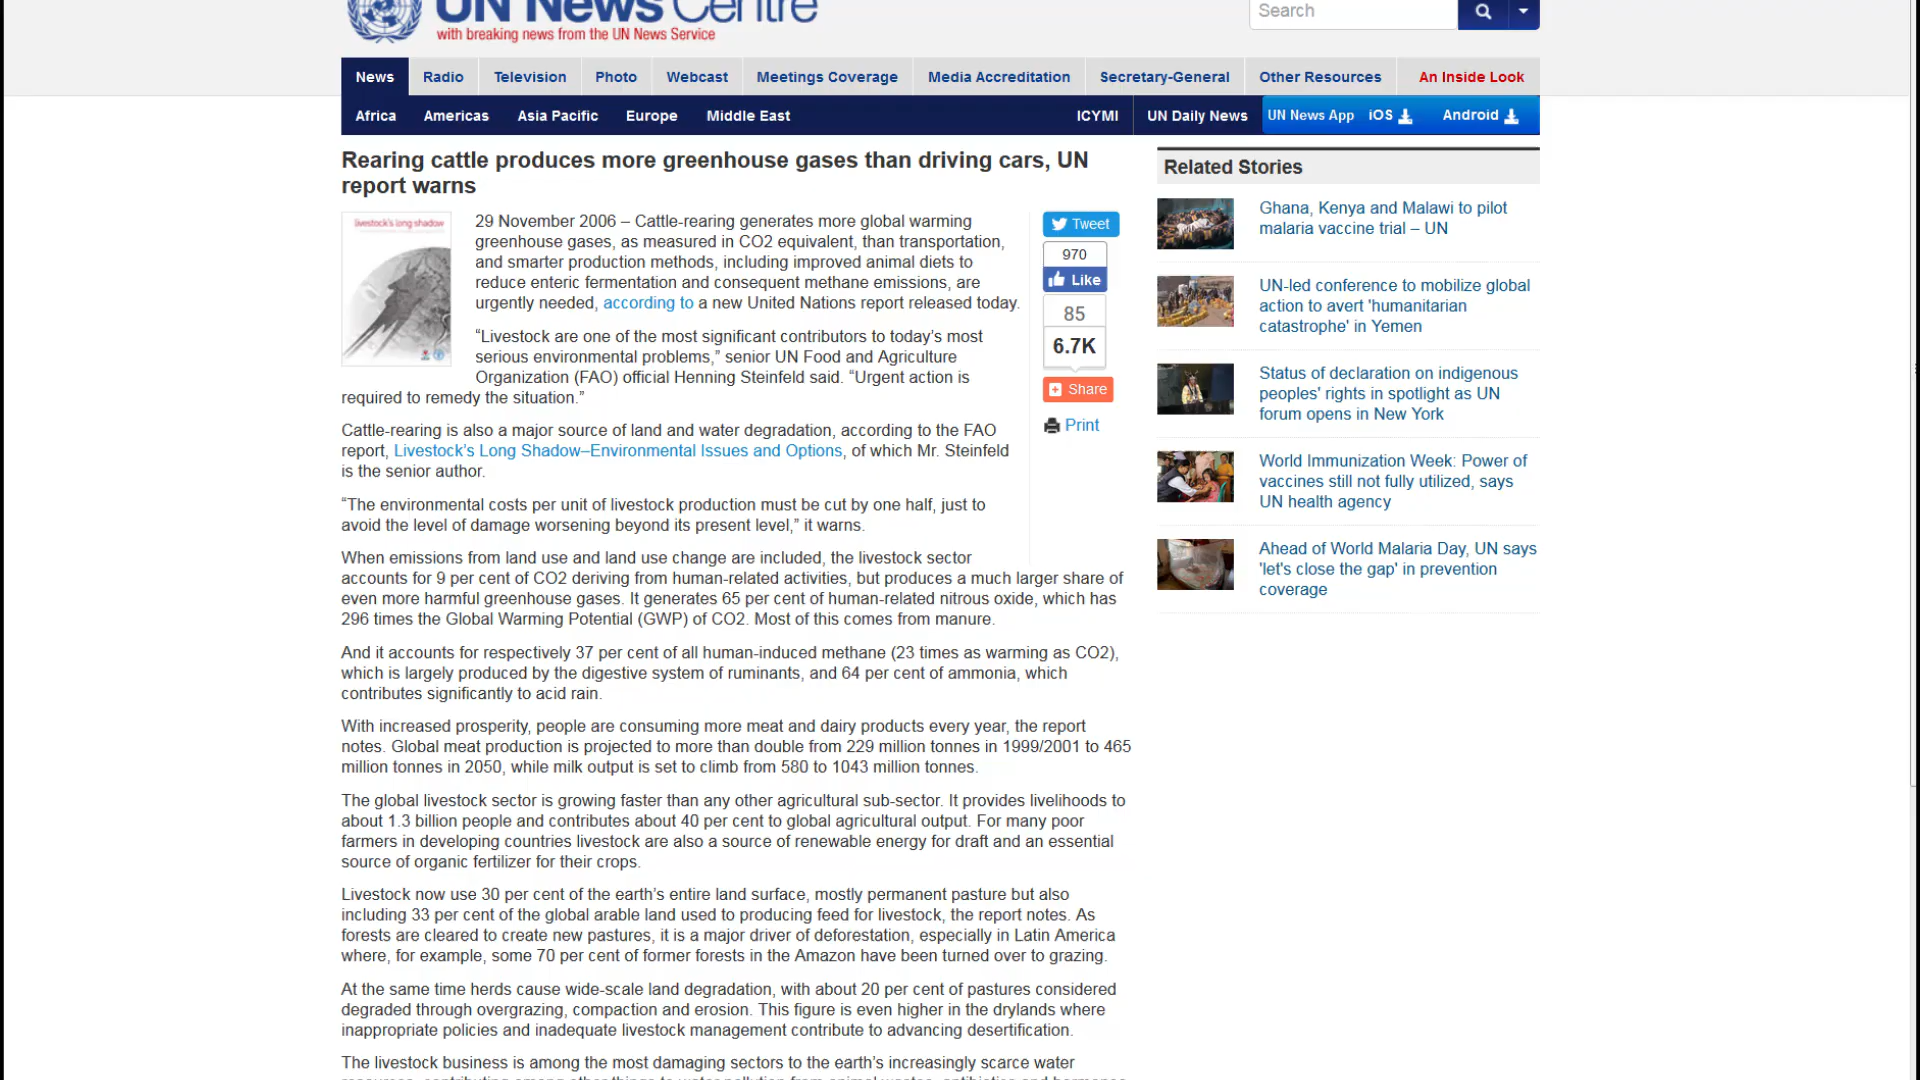 UN News Centre
with breaking news from the UN News Service
Search
News Radio Television Photo Webcast Meetings Coverage Media Accreditation Secretary-General Other Resources An Inside Look
Africa Americas Asia Pacific Europe Middle East ICYMI UN Daily News UN News App iOS Android
Rearing cattle produces more greenhouse gases than driving cars, UN
report warns
livestock's long shadow
29 November 2006 – Cattle-rearing generates more global warming
greenhouse gases, as measured in CO2 equivalent, than transportation,
and smarter production methods, including improved animal diets to
reduce enteric fermentation and consequent methane emissions, are
urgently needed, according to a new United Nations report released today.
“Livestock are one of the most significant contributors to today’s most
serious environmental problems,” senior UN Food and Agriculture
Organization (FAO) official Henning Steinfeld said. “Urgent action is
required to remedy the situation.”
Cattle-rearing is also a major source of land and water degradation, according to the FAO
report, Livestock’s Long Shadow–Environmental Issues and Options, of which Mr. Steinfeld
is the senior author.
“The environmental costs per unit of livestock production must be cut by one half, just to
avoid the level of damage worsening beyond its present level,” it warns.
When emissions from land use and land use change are included, the livestock sector
accounts for 9 per cent of CO2 deriving from human-related activities, but produces a much larger share of
even more harmful greenhouse gases. It generates 65 per cent of human-related nitrous oxide, which has
296 times the Global Warming Potential (GWP) of CO2. Most of this comes from manure.
And it accounts for respectively 37 per cent of all human-induced methane (23 times as warming as CO2),
which is largely produced by the digestive system of ruminants, and 64 per cent of ammonia, which
contributes significantly to acid rain.
With increased prosperity, people are consuming more meat and dairy products every year, the report
notes. Global meat production is projected to more than double from 229 million tonnes in 1999/2001 to 465
million tonnes in 2050, while milk output is set to climb from 580 to 1043 million tonnes.
The global livestock sector is growing faster than any other agricultural sub-sector. It provides livelihoods to
about 1.3 billion people and contributes about 40 per cent to global agricultural output. For many poor
farmers in developing countries livestock are also a source of renewable energy for draft and an essential
source of organic fertilizer for their crops.
Livestock now use 30 per cent of the earth’s entire land surface, mostly permanent pasture but also
including 33 per cent of the global arable land used to producing feed for livestock, the report notes. As
forests are cleared to create new pastures, it is a major driver of deforestation, especially in Latin America
where, for example, some 70 per cent of former forests in the Amazon have been turned over to grazing.
At the same time herds cause wide-scale land degradation, with about 20 per cent of pastures considered
degraded through overgrazing, compaction and erosion. This figure is even higher in the drylands where
inappropriate policies and inadequate livestock management contribute to advancing desertification.
The livestock business is among the most damaging sectors to the earth’s increasingly scarce water
resources, contributing among other things to water pollution from animal wastes, antibiotics and hormones,
Tweet
970
Like
85
6.7K
Share
Print
Related Stories
Ghana, Kenya and Malawi to pilot
malaria vaccine trial – UN
UN-led conference to mobilize global
action to avert 'humanitarian
catastrophe' in Yemen
Status of declaration on indigenous
peoples' rights in spotlight as UN
forum opens in New York
World Immunization Week: Power of
vaccines still not fully utilized, says
UN health agency
Ahead of World Malaria Day, UN says
'let's close the gap' in prevention
coverage